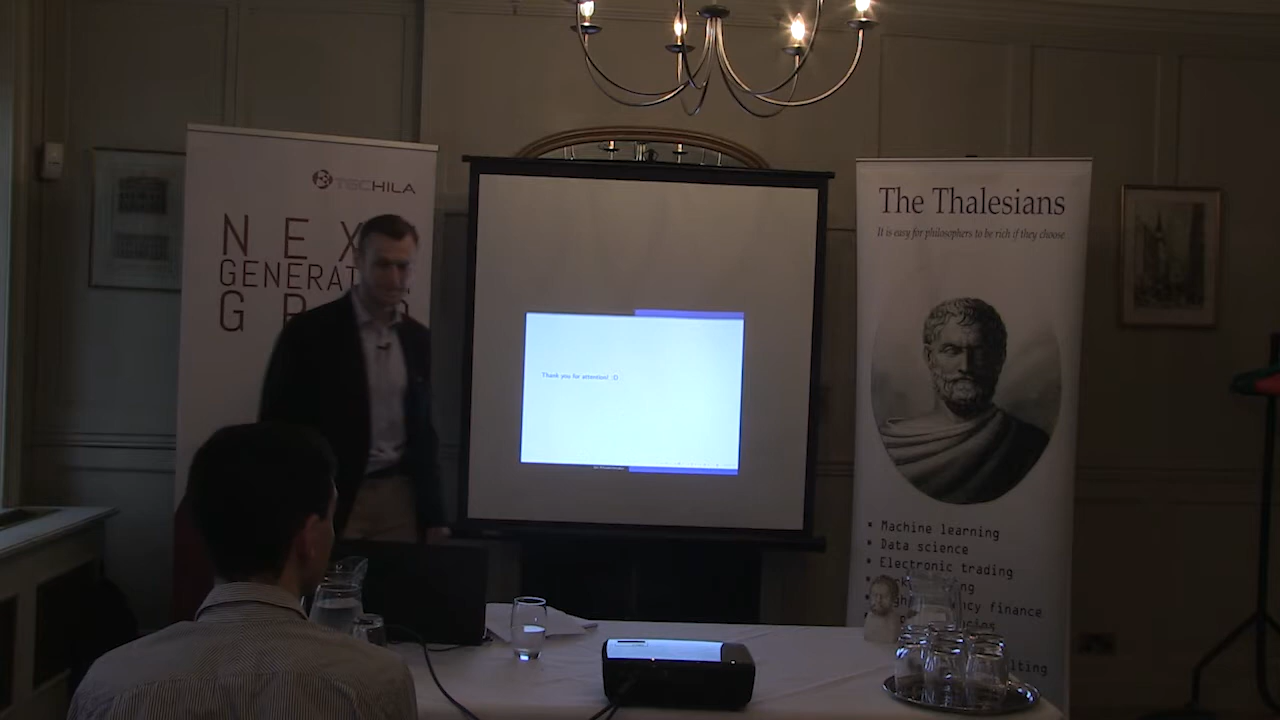 TECHILA
NEX
GENERAT
G
Thank you for attention! :D
The Thalesians
It is easy for philosophers to be rich if they choose
Machine learning
Data science
Electronic trading
finance